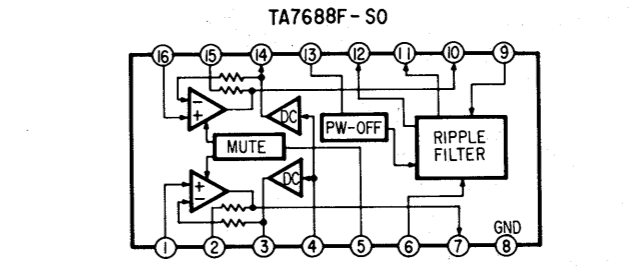 TA7688F-SO
16 15 14 13 12 11 10 9
− +
DC
PW-OFF
RIPPLE
FILTER
MUTE
+ −
DC
GND
1 2 3 4 5 6 7 8